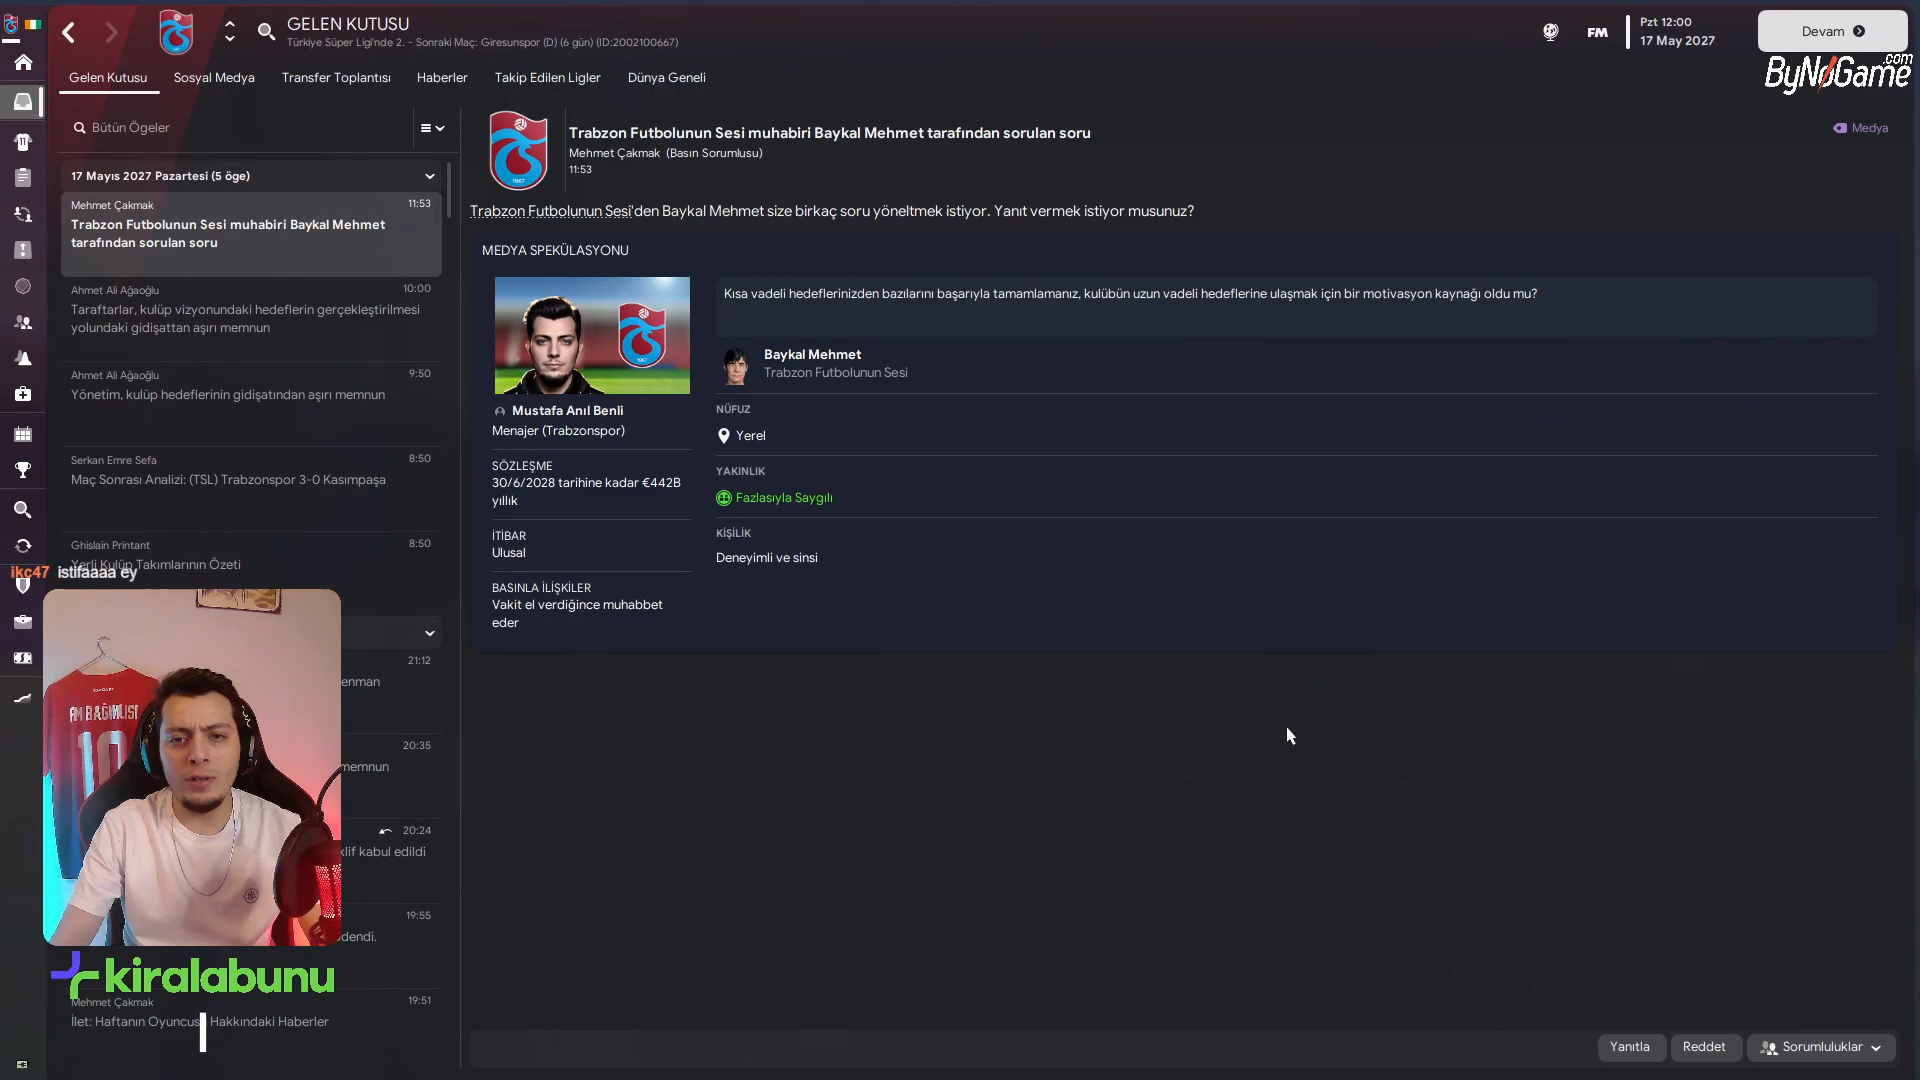 GELEN KUTUSU
Türkiye Süper Ligi'nde 2. - Sonraki Maç: Giresunspor (D) (6 gün) (ID:2002100667)
FM
Pzt 12:00
17 May 2027
Devam
ByNoGame.com
Gelen Kutusu
Sosyal Medya
Transfer Toplantısı
Haberler
Takip Edilen Ligler
Dünya Geneli
Bütün Ögeler
17 Mayıs 2027 Pazartesi (5 öge)
Mehmet Çakmak
11:53
Trabzon Futbolunun Sesi muhabiri Baykal Mehmet
tarafından sorulan soru
Ahmet Ali Ağaoğlu
10:00
Taraftarlar, kulüp vizyonundaki hedeflerin gerçekleştirilmesi
yolundaki gidişattan aşırı memnun
Ahmet Ali Ağaoğlu
9:50
Yönetim, kulüp hedeflerinin gidişatından aşırı memnun
Serkan Emre Sefa
8:50
Maç Sonrası Analizi: (TSL) Trabzonspor 3-0 Kasımpaşa
Ghislain Printant
8:50
Yerli Kulüp Takımlarının Özeti
ikc47 istifaaaa ey
21:12
enman
20:35
memnun
20:24
klif kabul edildi
19:55
ödendi.
FM BAĞIMLISI
10
kiralabunu
Mehmet Çakmak
19:51
İlet: Haftanın Oyuncusu Hakkındaki Haberler
Trabzon Futbolunun Sesi muhabiri Baykal Mehmet tarafından sorulan soru
Mehmet Çakmak (Basın Sorumlusu)
11:53
Medya
Trabzon Futbolunun Sesi'den Baykal Mehmet size birkaç soru yöneltmek istiyor. Yanıt vermek istiyor musunuz?
MEDYA SPEKÜLASYONU
Mustafa Anıl Benli
Menajer (Trabzonspor)
SÖZLEŞME
30/6/2028 tarihine kadar €442B
yıllık
İTİBAR
Ulusal
BASINLA İLİŞKİLER
Vakit el verdiğince muhabbet
eder
Kısa vadeli hedeflerinizden bazılarını başarıyla tamamlamanız, kulübün uzun vadeli hedeflerine ulaşmak için bir motivasyon kaynağı oldu mu?
Baykal Mehmet
Trabzon Futbolunun Sesi
NÜFUZ
Yerel
YAKINLIK
Fazlasıyla Saygılı
KİŞİLİK
Deneyimli ve sinsi
Yanıtla
Reddet
Sorumluluklar